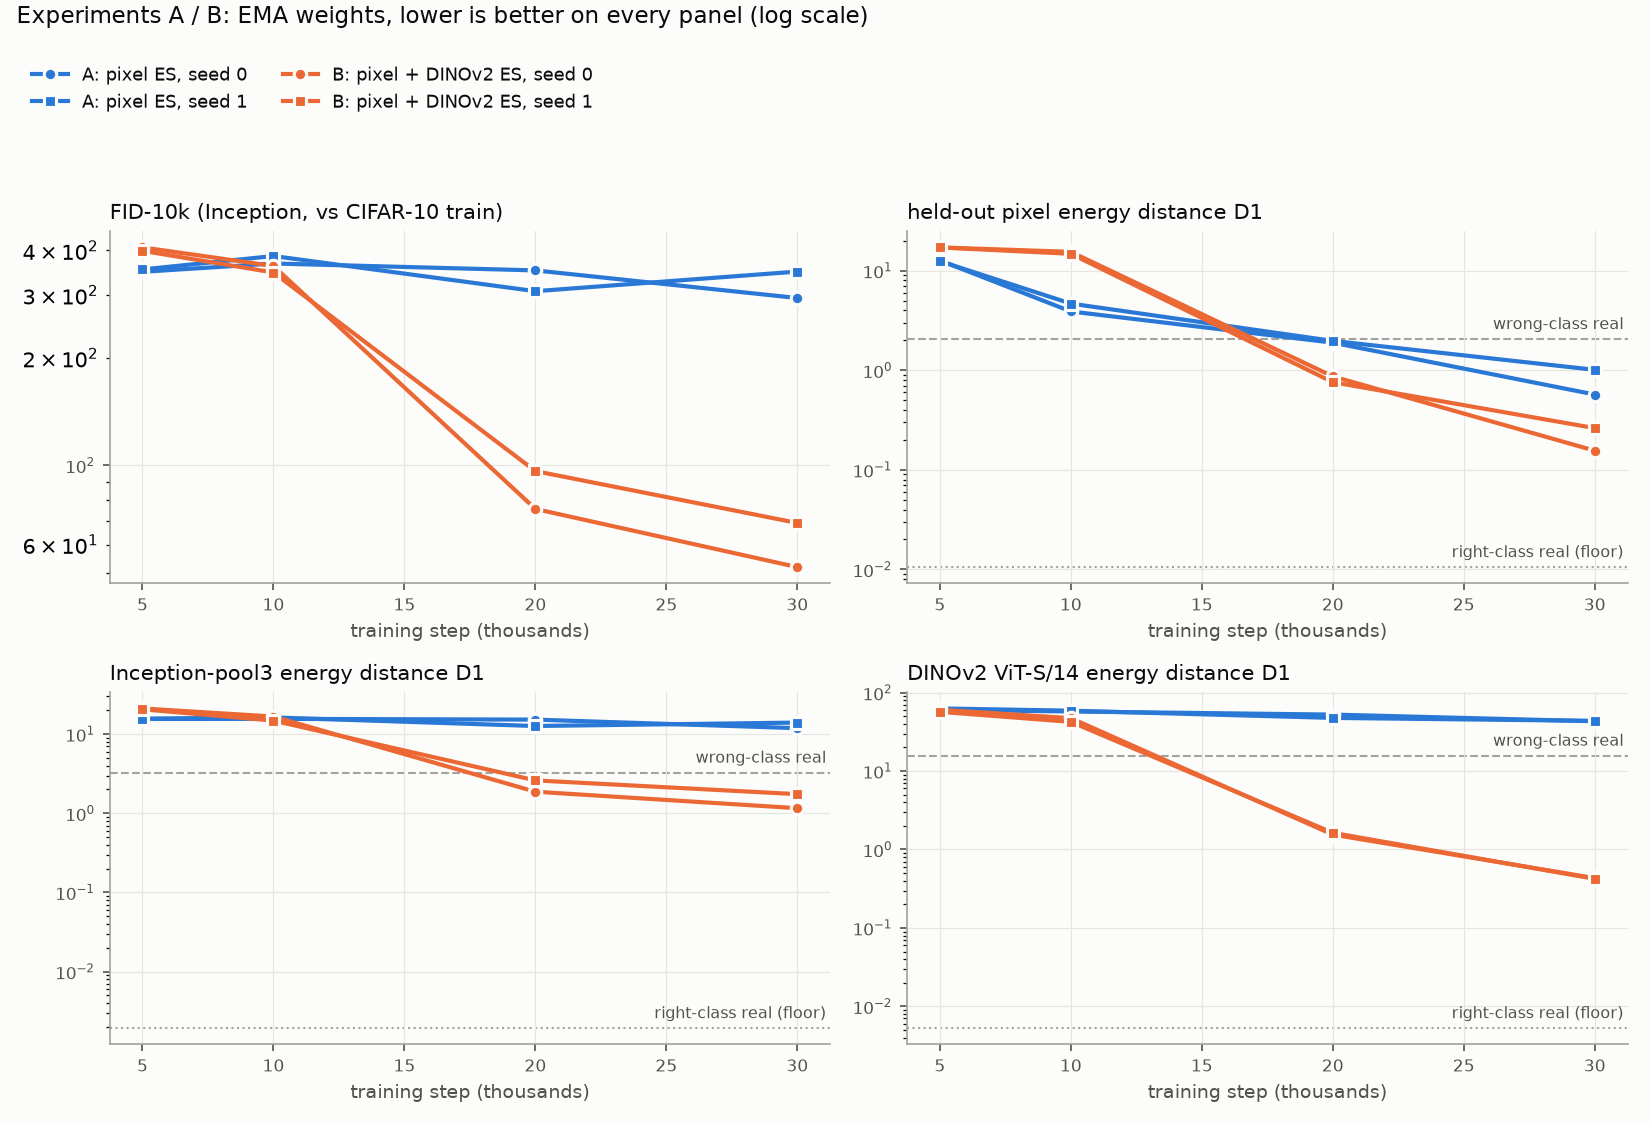 Experiments A / B: EMA weights, lower is better on every panel (log scale)
A: pixel ES, seed 0
B: pixel + DINOv2 ES, seed 0
A: pixel ES, seed 1
B: pixel + DINOv2 ES, seed 1
FID-10k (Inception, vs CIFAR-10 train)
4 × 10²
3 × 10²
2 × 10²
10²
6 × 10¹
5 10 15 20 25 30
training step (thousands)
held-out pixel energy distance D1
10¹
wrong-class real
10⁰
10⁻¹
right-class real (floor)
10⁻²
5 10 15 20 25 30
training step (thousands)
Inception-pool3 energy distance D1
10¹
wrong-class real
10⁰
10⁻¹
10⁻²
right-class real (floor)
5 10 15 20 25 30
training step (thousands)
DINOv2 ViT-S/14 energy distance D1
10²
wrong-class real
10¹
10⁰
10⁻¹
10⁻²
right-class real (floor)
5 10 15 20 25 30
training step (thousands)